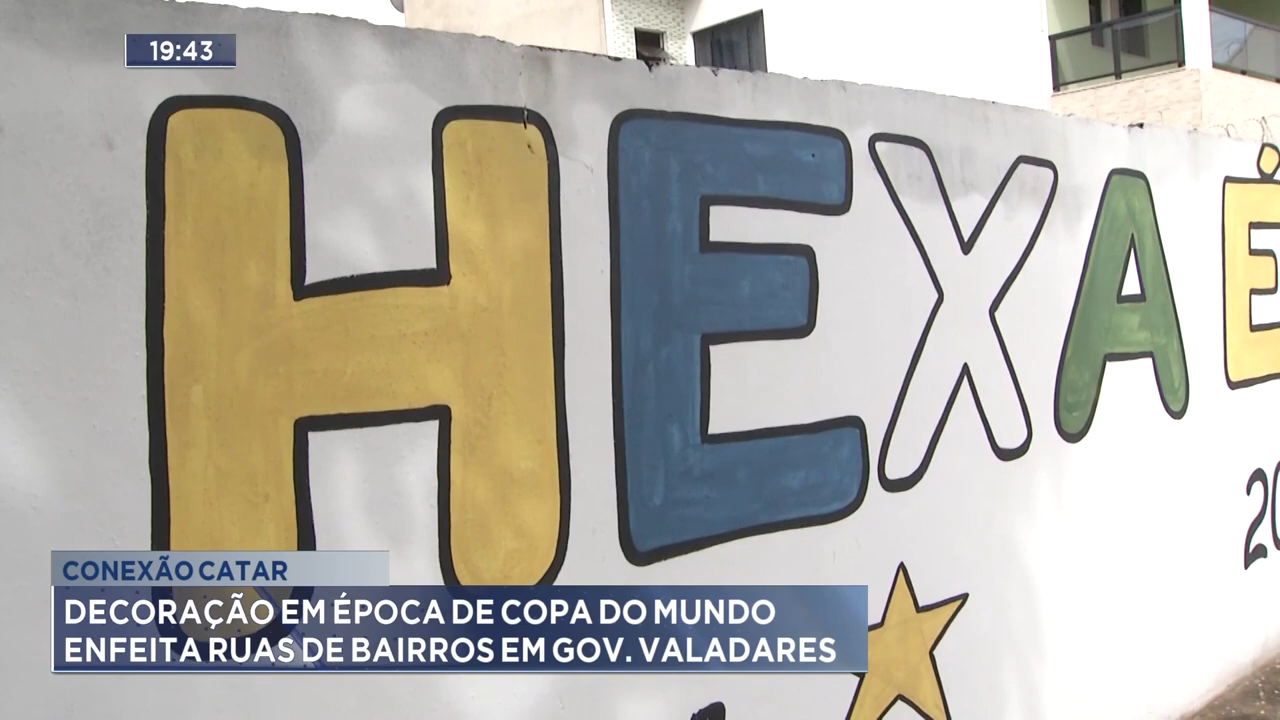 19:43
HEXA É
20
CONEXÃO CATAR
DECORAÇÃO EM ÉPOCA DE COPA DO MUNDO
ENFEITA RUAS DE BAIRROS EM GOV. VALADARES